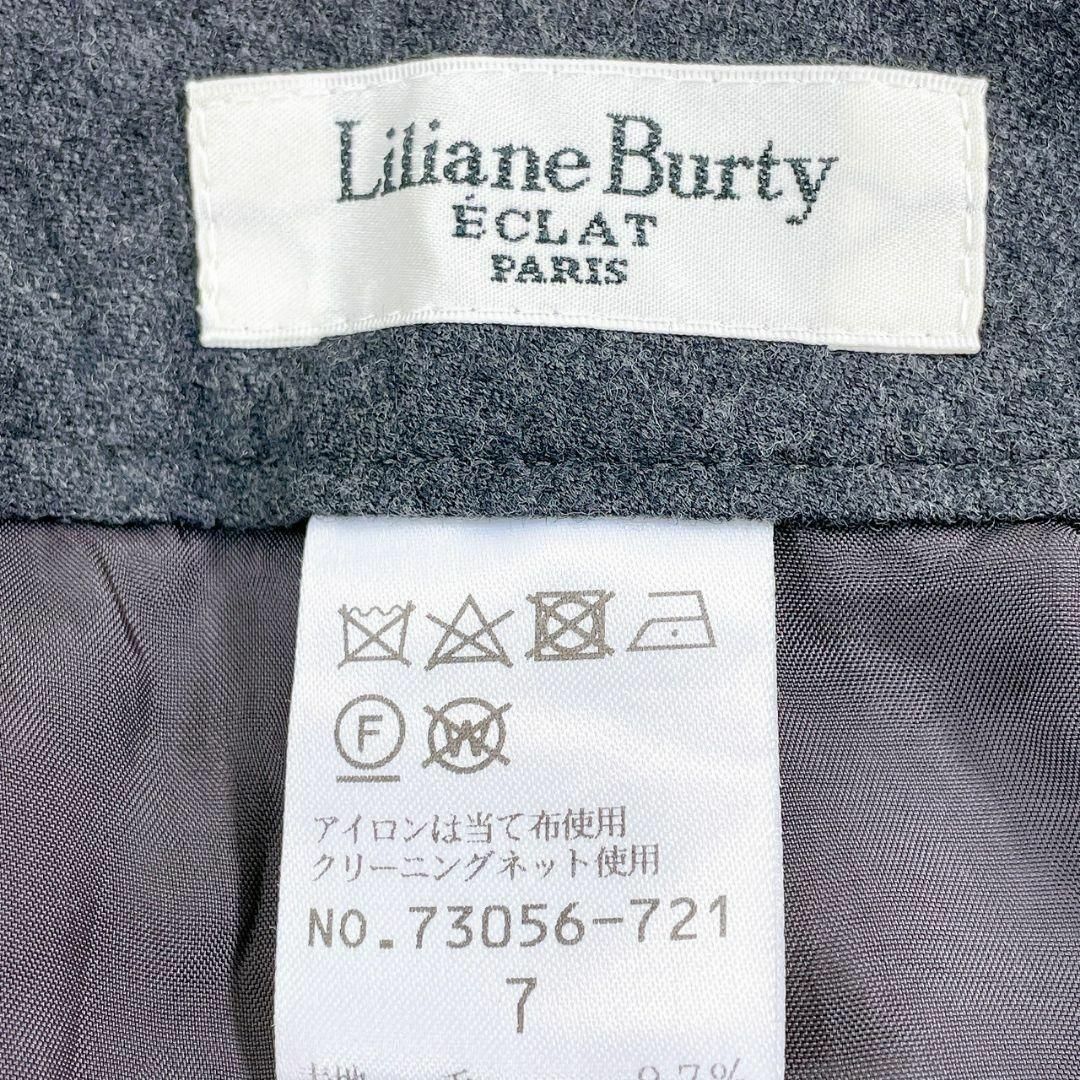 Liliane Burty
ÉCLAT
PARIS
F
W
アイロンは当て布使用
クリーニングネット使用
NO.73056-721
7